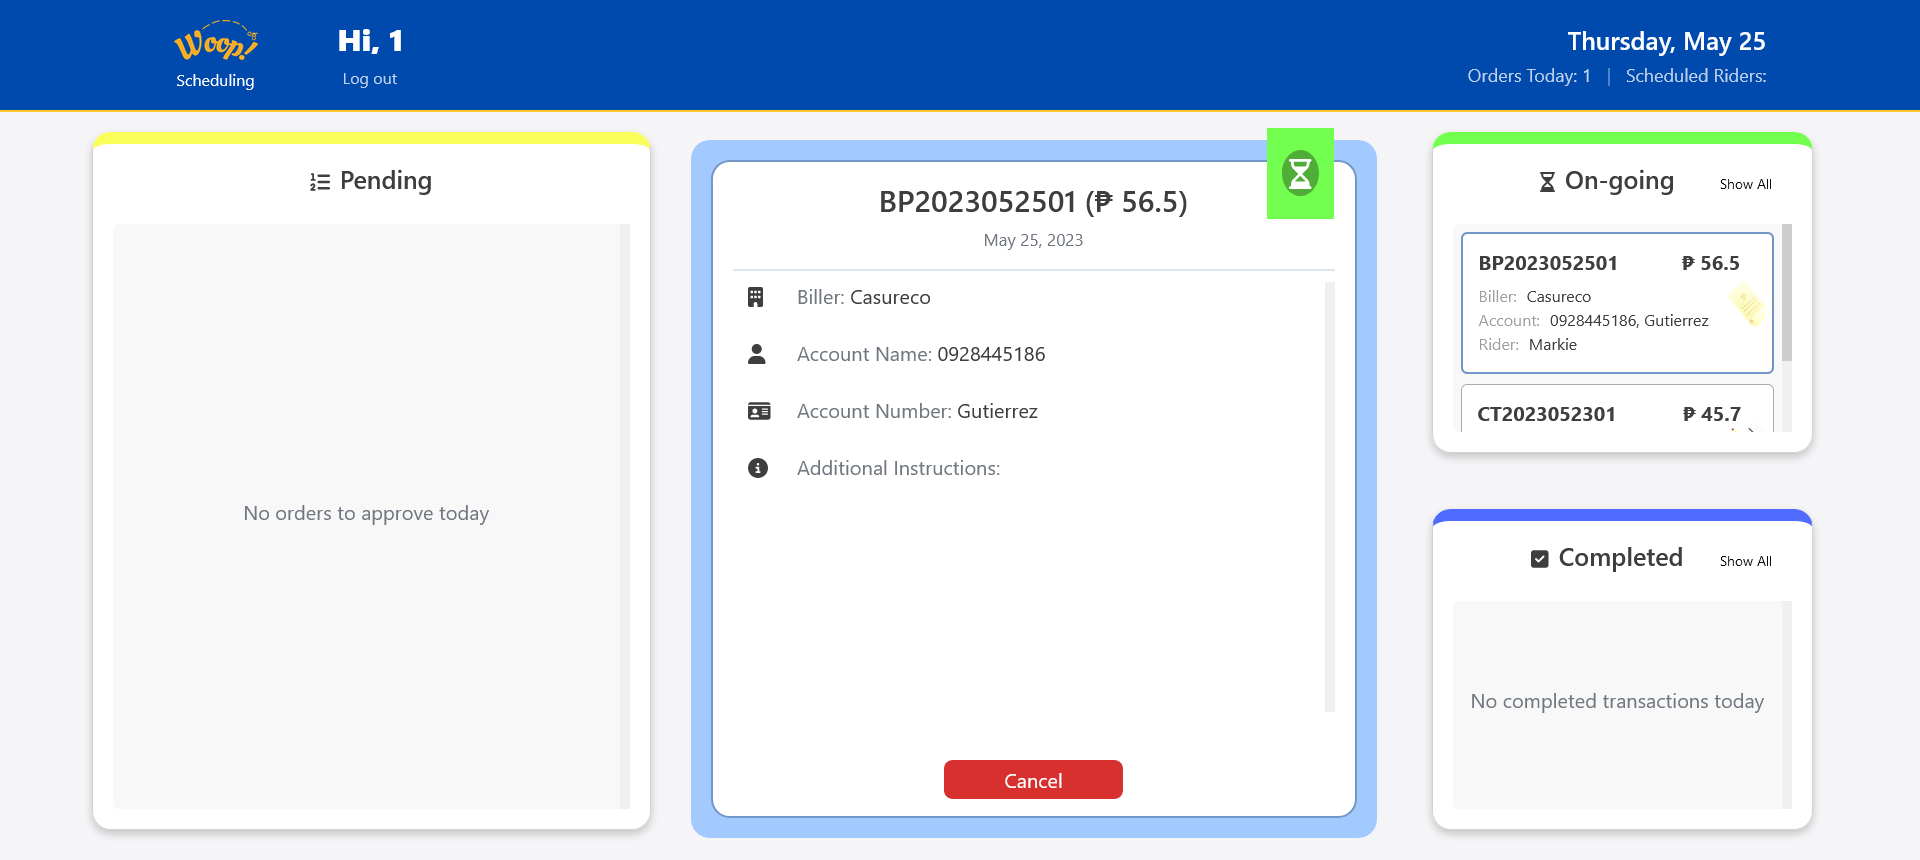 Woop!
Scheduling
Hi, 1
Log out
Thursday, May 25
Orders Today: 1 | Scheduled Riders:
Pending
No orders to approve today
BP2023052501 (₱ 56.5)
May 25, 2023
Biller: Casureco
Account Name: 0928445186
Account Number: Gutierrez
Additional Instructions:
Cancel
On-going
Show All
BP2023052501 ₱ 56.5
Biller: Casureco
Account: 0928445186, Gutierrez
Rider: Markie
CT2023052301 ₱ 45.7
Completed
Show All
No completed transactions today